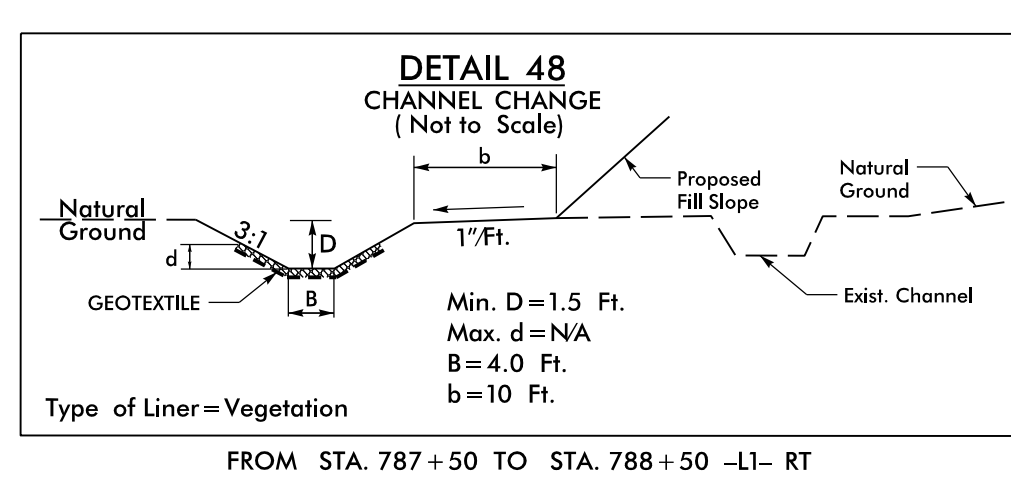 DETAIL 48
CHANNEL CHANGE
( Not to Scale)
b
Natural
Ground
Proposed
Fill Slope
Natural
Ground
3:1
D
1"/Ft.
d
GEOTEXTILE
B
Exist. Channel
Min. D=1.5 Ft.
Max. d=N/A
B=4.0 Ft.
b=10 Ft.
Type of Liner=Vegetation
FROM STA. 787+50 TO STA. 788+50 -L1- RT